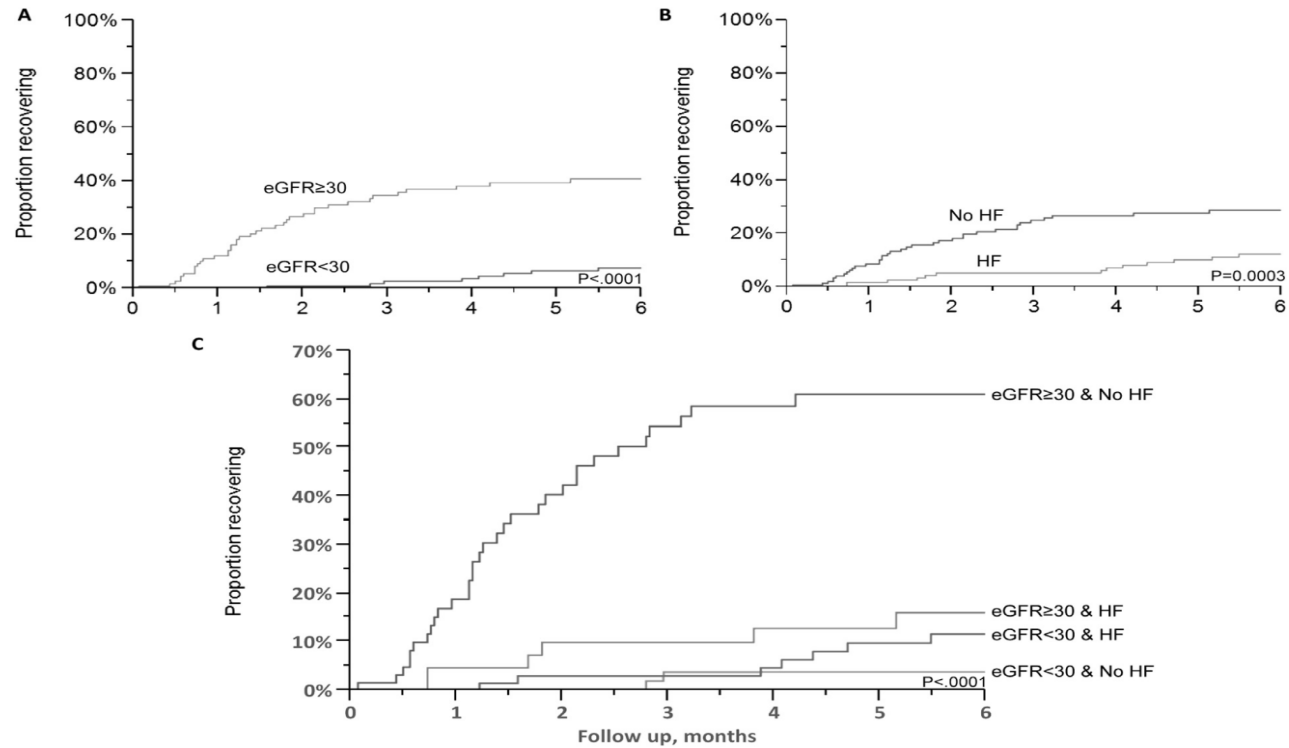 A
100%
80%
60%
40%
20%
0%
Proportion recovering
eGFR≥30
eGFR<30
P<.0001
0 1 2 3 4 5 6
B
100%
80%
60%
40%
20%
0%
Proportion recovering
No HF
HF
P=0.0003
0 1 2 3 4 5 6
C
70%
60%
50%
40%
30%
20%
10%
0%
Proportion recovering
eGFR≥30 & No HF
eGFR≥30 & HF
eGFR<30 & HF
eGFR<30 & No HF
P<.0001
0 1 2 3 4 5 6
Follow up, months